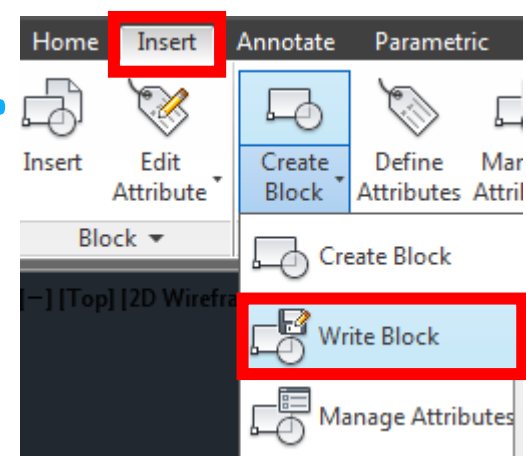 Home Insert Annotate Parametric
Insert Edit Create Define
Attribute Block Attributes
Block
Create Block
[−] [Top] [2D
Write Block
Manage Attributes